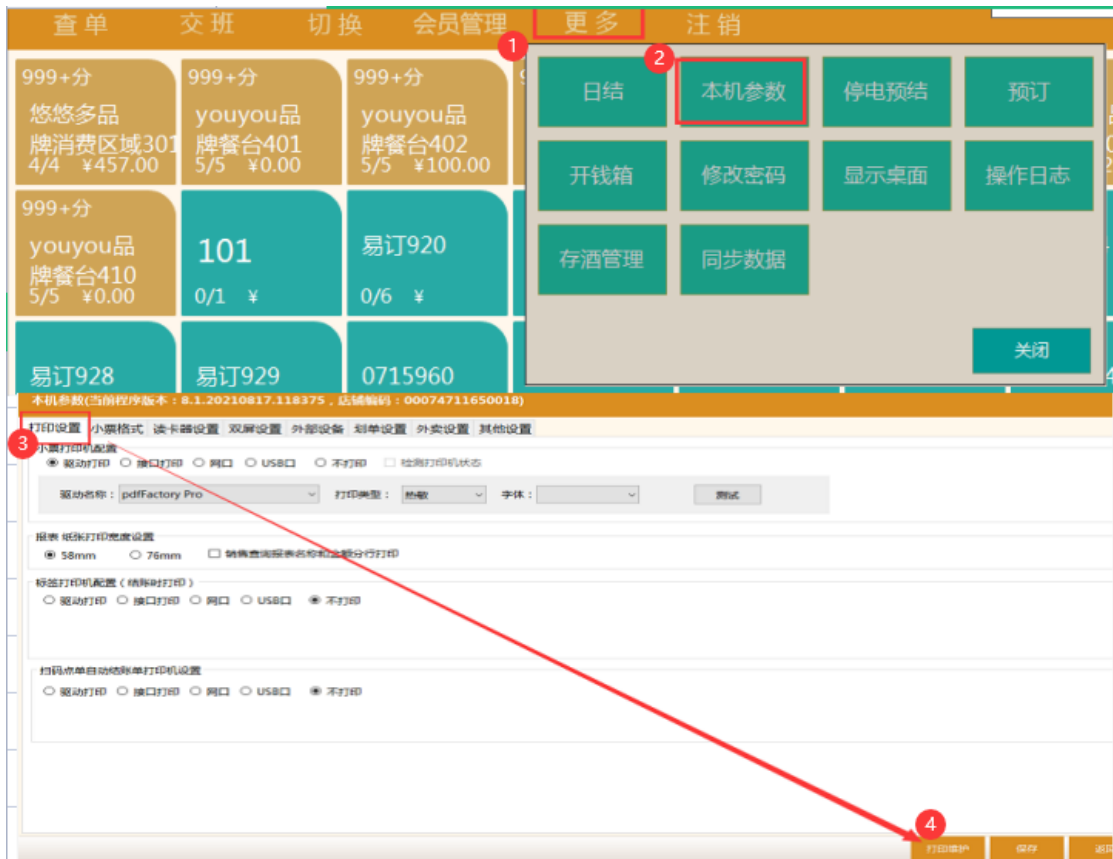 查单 交班 切换 会员管理 更多 注销
1
2
日结 本机参数 停电预结 预订
开钱箱 修改密码 显示桌面 操作日志
存酒管理 同步数据
关闭
999+分
悠悠多品
牌消费区域301
4/4 ¥457.00
999+分
youyou品
牌餐台401
5/5 ¥0.00
999+分
youyou品
牌餐台402
5/5 ¥100.00
999+分
youyou品
牌餐台410
5/5 ¥0.00
101
0/1 ¥
易订920
0/6 ¥
易订928
易订929
0715960
本机参数(当前程序版本：8.1.20210817.118375，店铺编码：00074711650018)
打印设置 小票格式 读卡器设置 双屏设置 外部设备 划单设置 外卖设置 其他设置
3
小票打印机配置
驱动打印 接口打印 网口 USB口 不打印 检测打印机状态
驱动名称： pdfFactory Pro 打印类型： 热敏 字体： 测试
报表 纸张打印宽度设置
58mm 76mm 销售查询报表名称和金额分行打印
标签打印机配置（结账时打印）
驱动打印 接口打印 网口 USB口 不打印
扫码点单自动结账单打印机设置
驱动打印 接口打印 网口 USB口 不打印
4
打印维护 保存